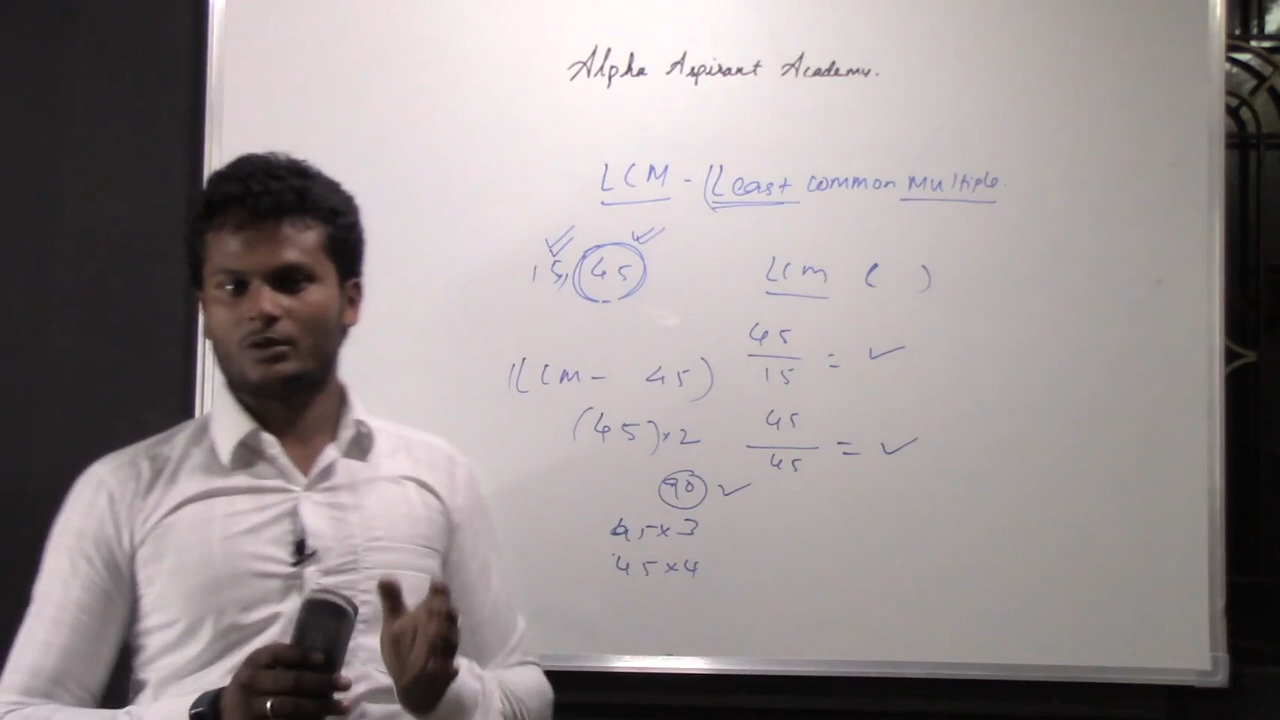 Alpha Aspirant Academy.
LCM - Least common Multiple.
15, 45
LCM ( )
45/15 = ✓
(LCM - 45)
45/45 = ✓
(45)×2
90 ✓
45×3
45×4